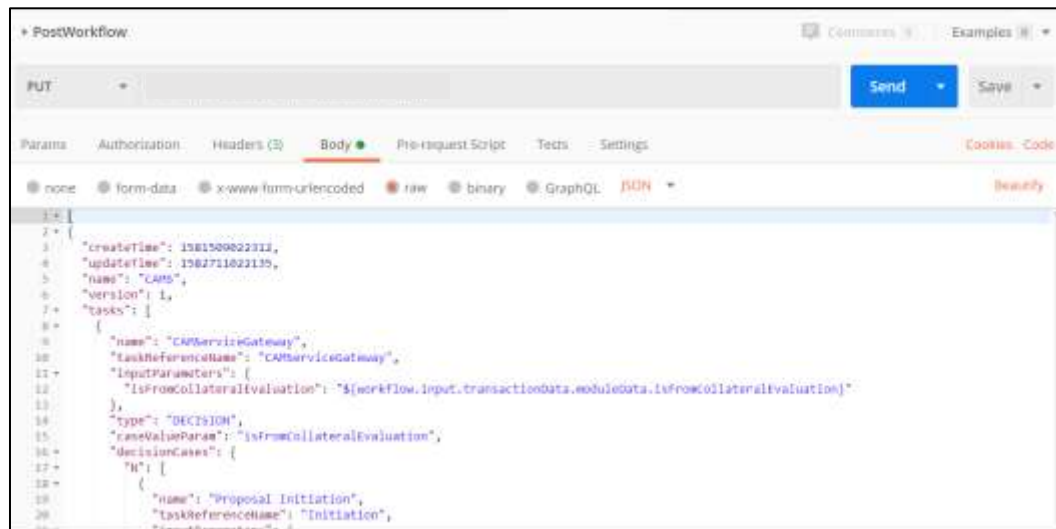 PostWorkflow
Comments 0 Examples 0
PUT Send Save
Params Authorization Headers (3) Body Pre-request Script Tests Settings Cookies Code
none form-data x-www-form-urlencoded raw binary GraphQL JSON Beautify
1 [
2 {
3 "createTime": 1581509022312,
4 "updateTime": 1582711022135,
5 "name": "CAMS",
6 "version": 1,
7 "tasks": [
8 {
9 "name": "CAMServiceGateway",
10 "taskReferenceName": "CAMServiceGateway",
11 "inputParameters": {
12 "isFromCollateralEvaluation": "${workflow.input.transactionData.moduleData.isFromCollateralEvaluation}"
13 },
14 "type": "DECISION",
15 "caseValueParam": "isFromCollateralEvaluation",
16 "decisionCases": {
17 "N": [
18 {
19 "name": "Proposal Initiation",
20 "taskReferenceName": "Initiation",